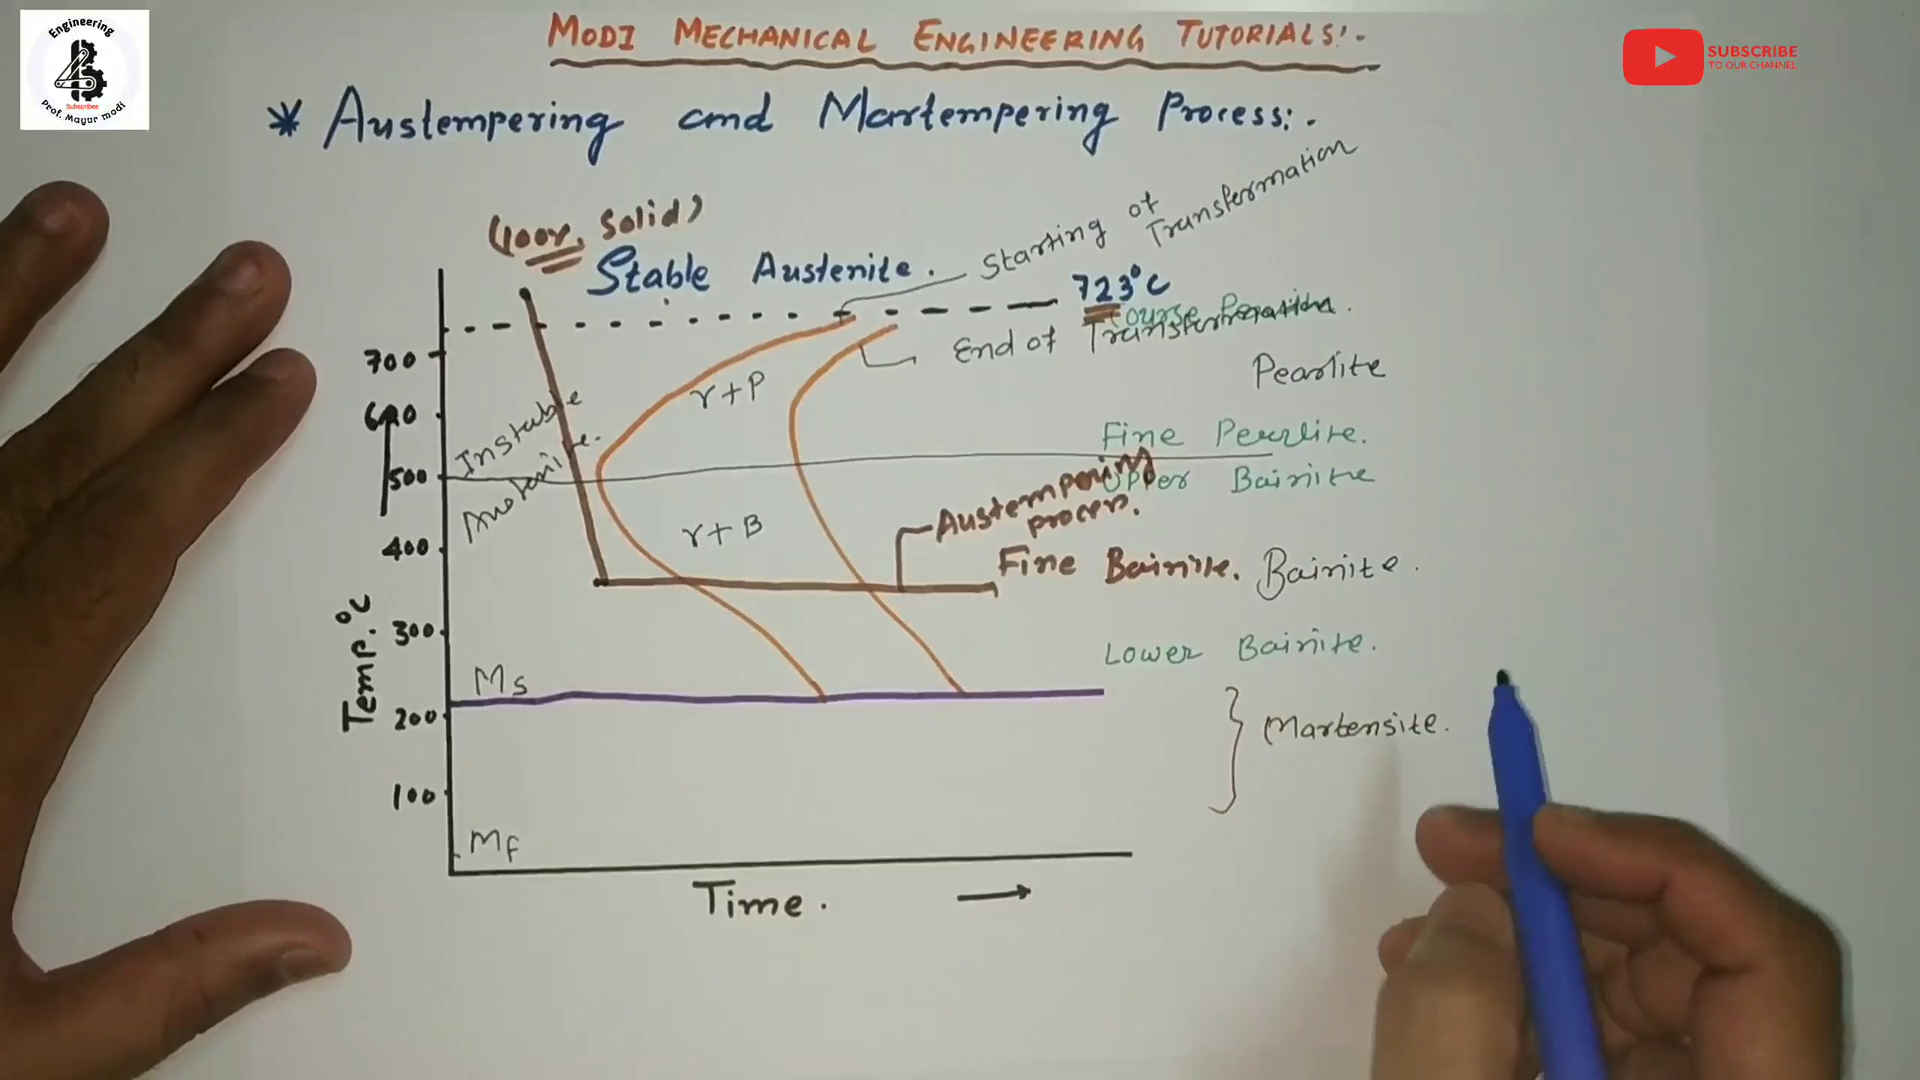 Engineering
Subscribes
Prof. Mayur modi
MODI MECHANICAL ENGINEERING TUTORIALS:-
SUBSCRIBE
TO OUR CHANNEL
* Austempering and Martempering Process:-
(100%. Solid)
Stable Austenite.
Starting of
Transformation
723°C
Course
End of Transformation
700
Pearlite
γ+P
600
Instable
Austenite.
Fine Pearlite.
500
Upper Bainite
Austempering
process.
γ+B
400
Fine Bainite.
Bainite.
Temp.°C
300
Lower Bainite.
Ms
200
Martensite.
100
MF
Time.